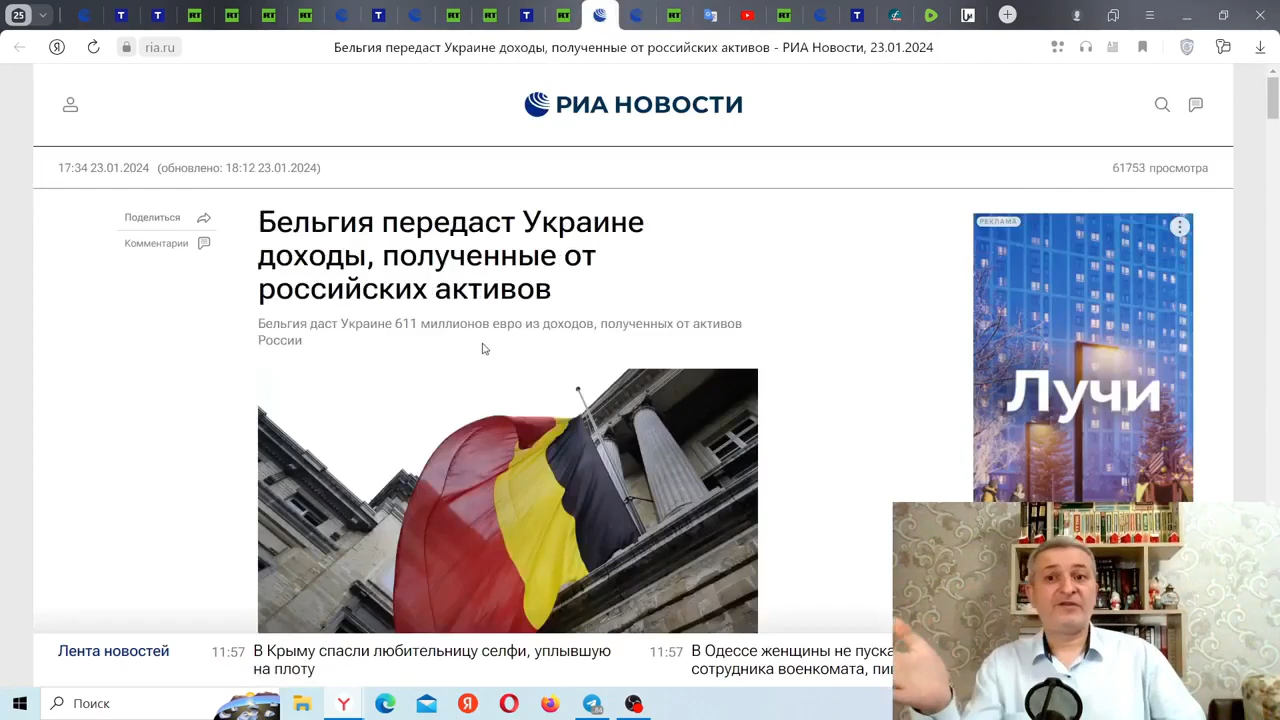 25
ria.ru
Бельгия передаст Украине доходы, полученные от российских активов - РИА Новости, 23.01.2024
РИА НОВОСТИ
17:34 23.01.2024 (обновлено: 18:12 23.01.2024)
61753 просмотра
Поделиться
Комментарии
Бельгия передаст Украине
доходы, полученные от
российских активов
Бельгия даст Украине 611 миллионов евро из доходов, полученных от активов
России
РЕКЛАМА
Лучи
Лента новостей
11:57
В Крыму спасли любительницу селфи, уплывшую
на плоту
11:57
В Одессе женщины не пуска
сотрудника военкомата, пи
Поиск